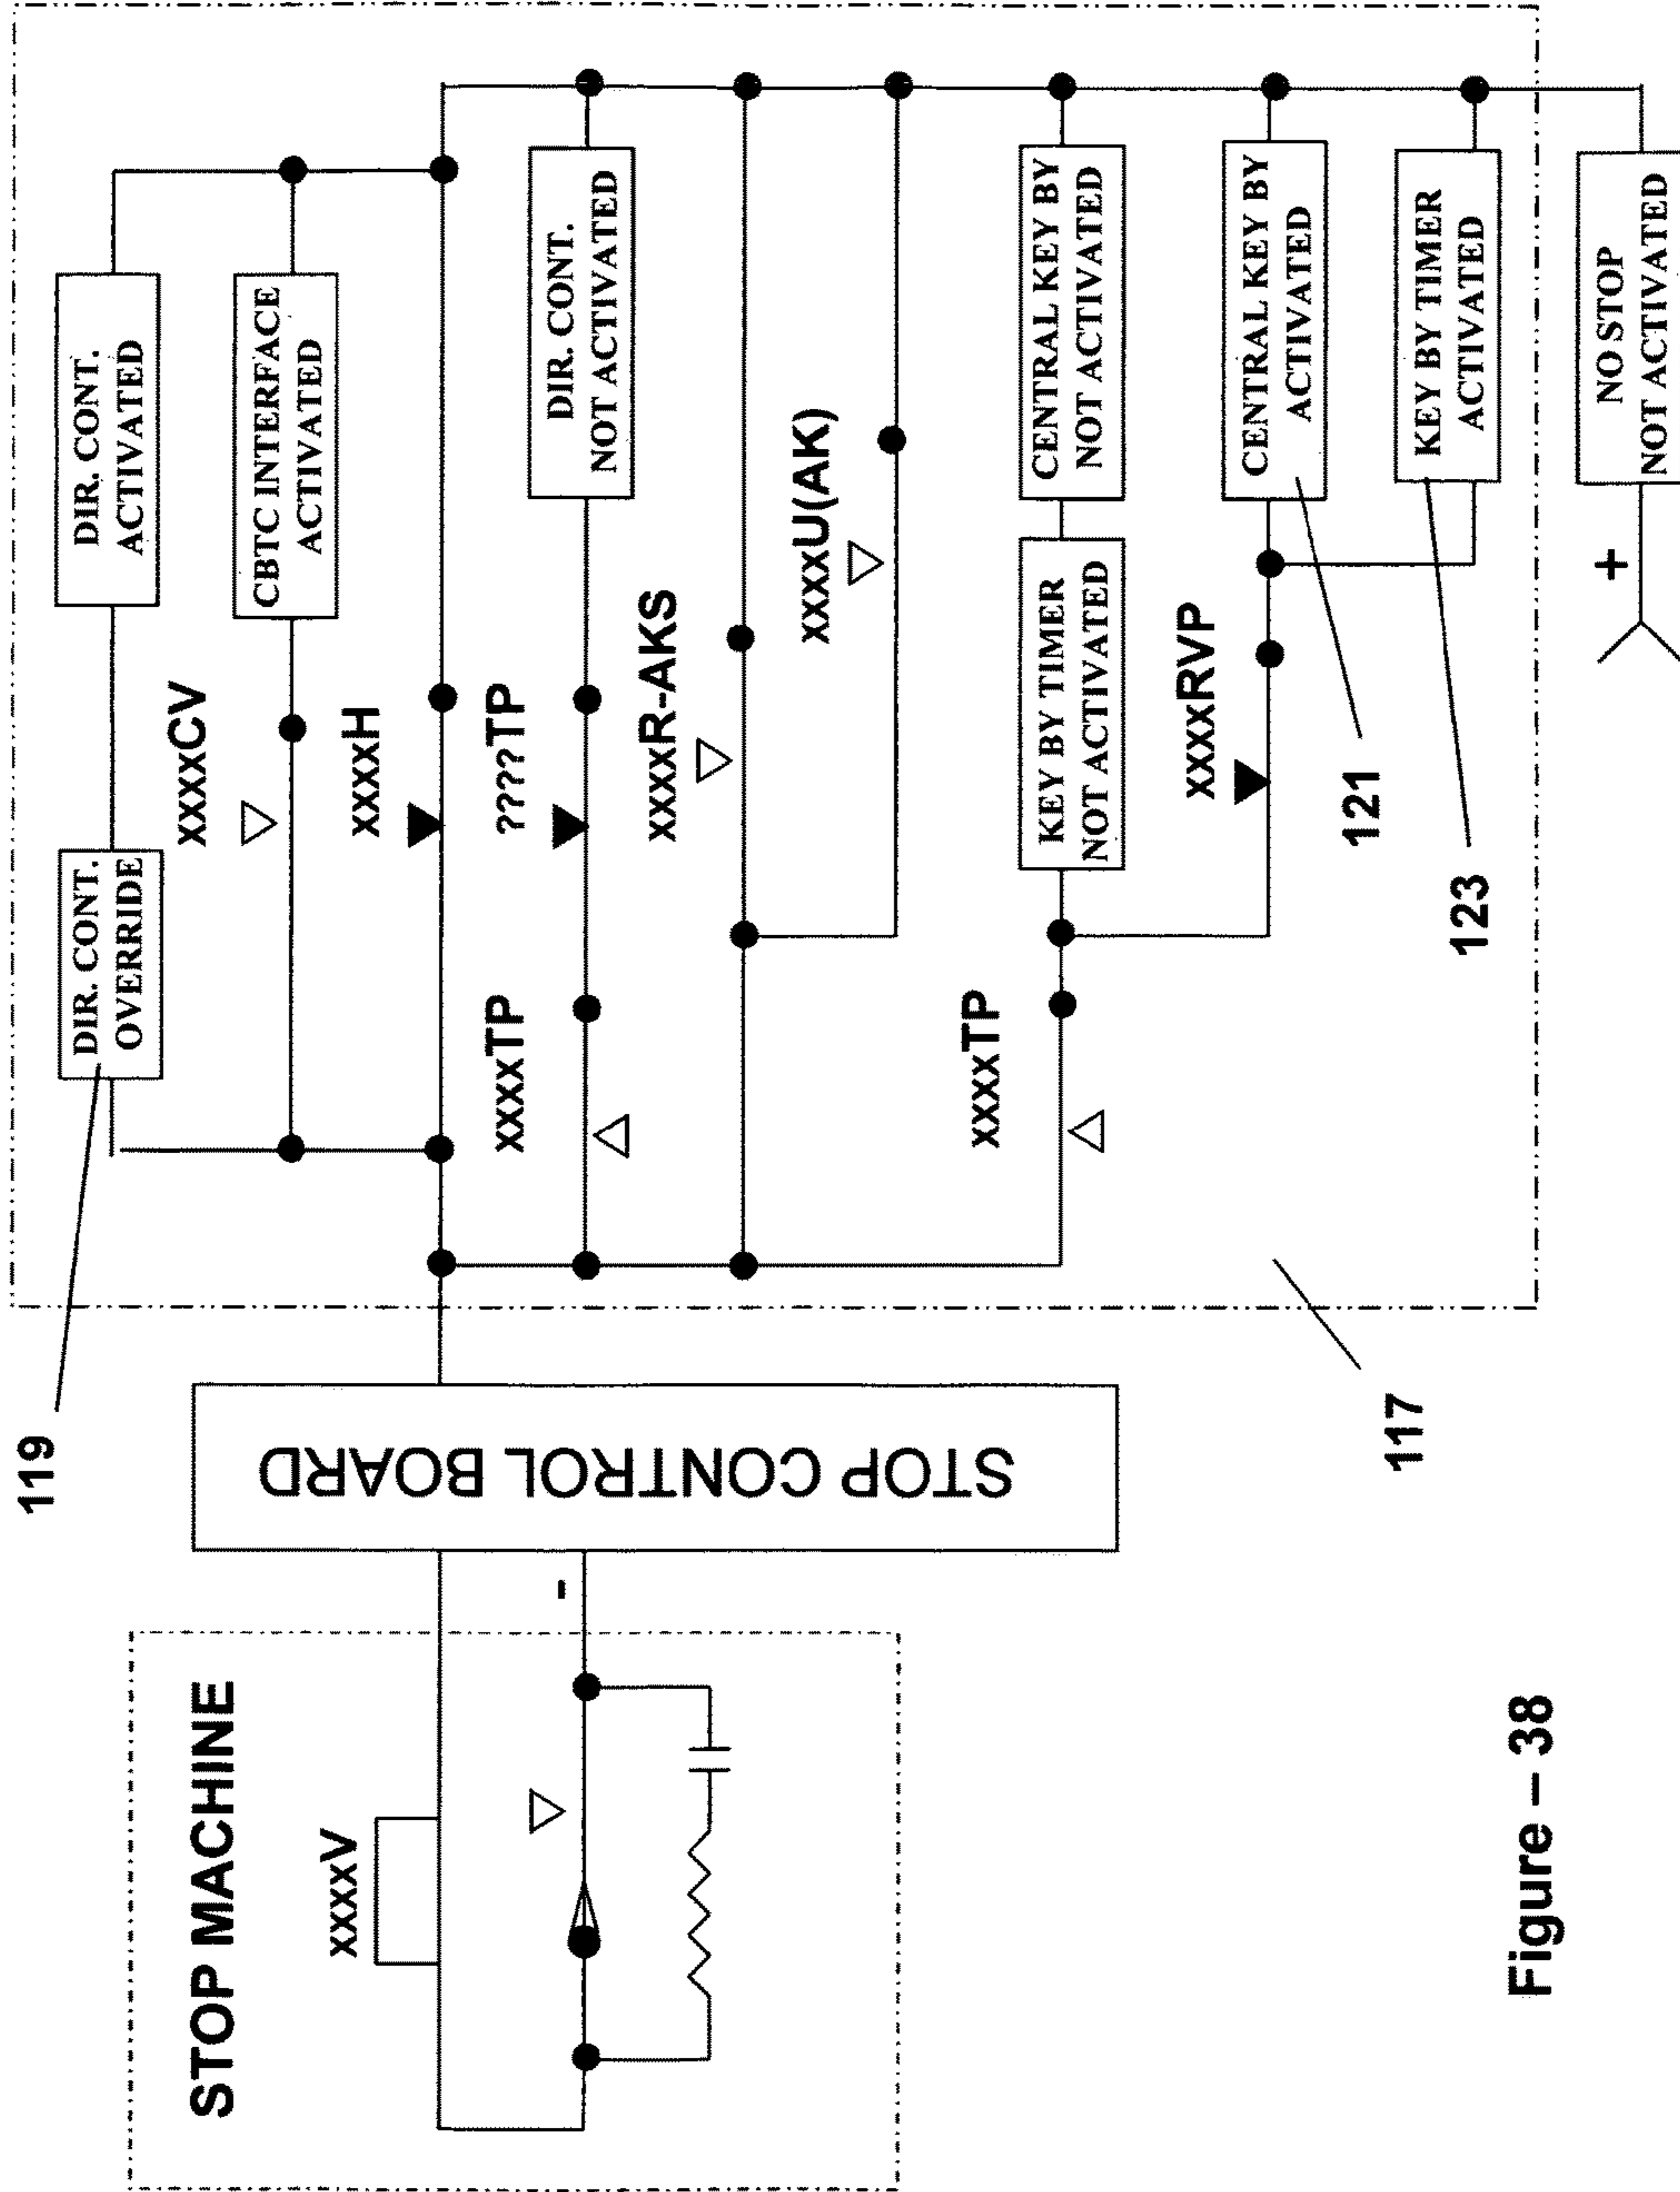 119
DIR. CONT.
OVERRIDE
DIR. CONT.
ACTIVATED
xxxxCV
CBTC INTERFACE
ACTIVATED
xxxxH
xxxxTP
????TP
DIR. CONT.
NOT ACTIVATED
xxxxR-AKS
xxxxU(AK)
xxxxTP
KEY BY TIMER
NOT ACTIVATED
CENTRAL KEY BY
NOT ACTIVATED
xxxxRVP
CENTRAL KEY BY
ACTIVATED
121
KEY BY TIMER
ACTIVATED
123
117
+
NO STOP
NOT ACTIVATED
STOP CONTROL BOARD
STOP MACHINE
xxxxV
-
Figure – 38